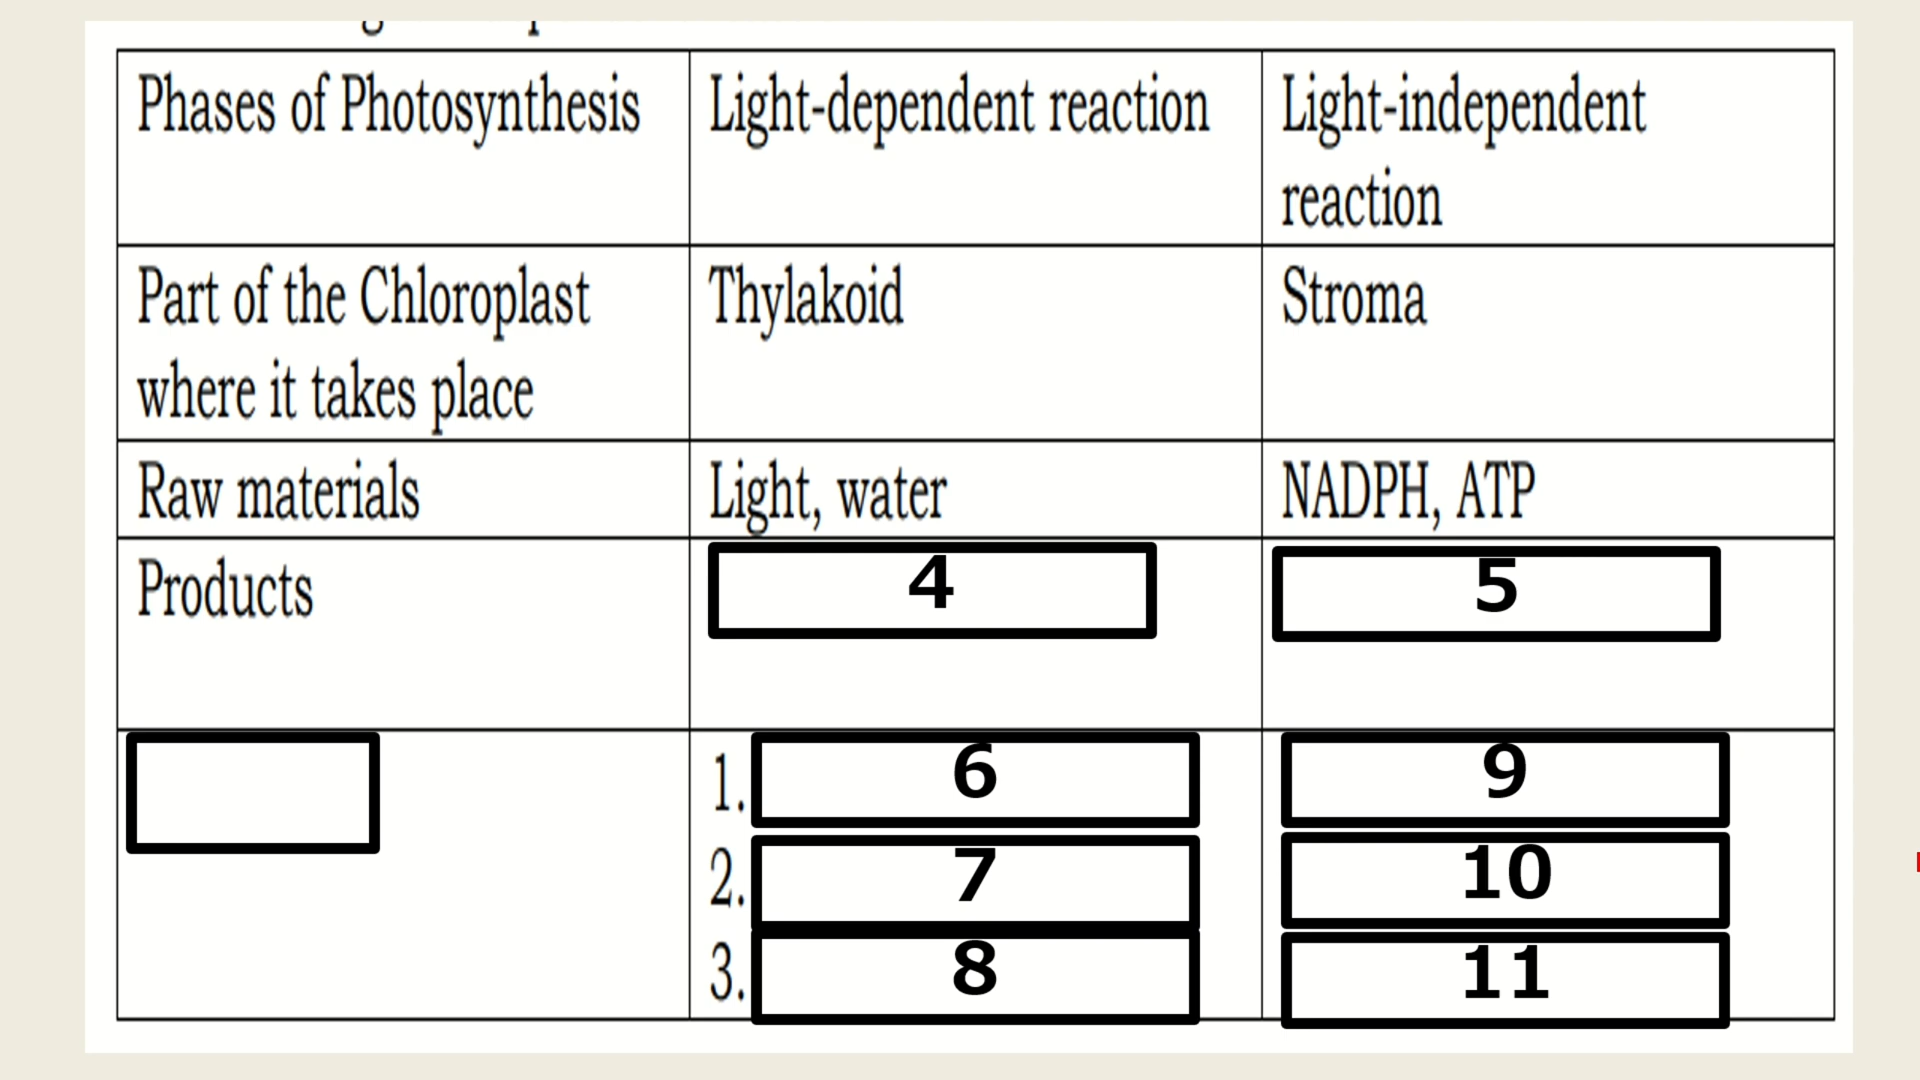 Phases of Photosynthesis
Light-dependent reaction
Light-independent
reaction
Part of the Chloroplast
where it takes place
Thylakoid
Stroma
Raw materials
Light, water
NADPH, ATP
Products
4
5
1. 6
2. 7
3. 8
9
10
11